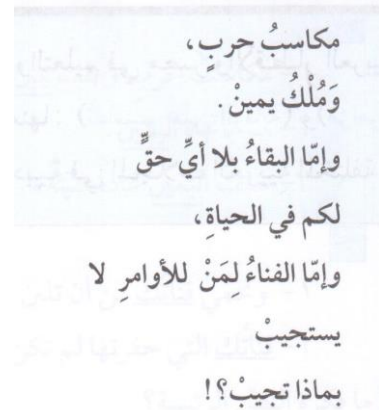 مكاسبُ حربٍ،
وَمُلْكُ يمينْ.
وإمّا البقاءُ بلا أيِّ حقٍّ
لكم في الحياةِ،
وإمّا الفناءُ لِمَنْ للأوامرِ لا
يستجيبْ
بماذا تجيبْ؟!